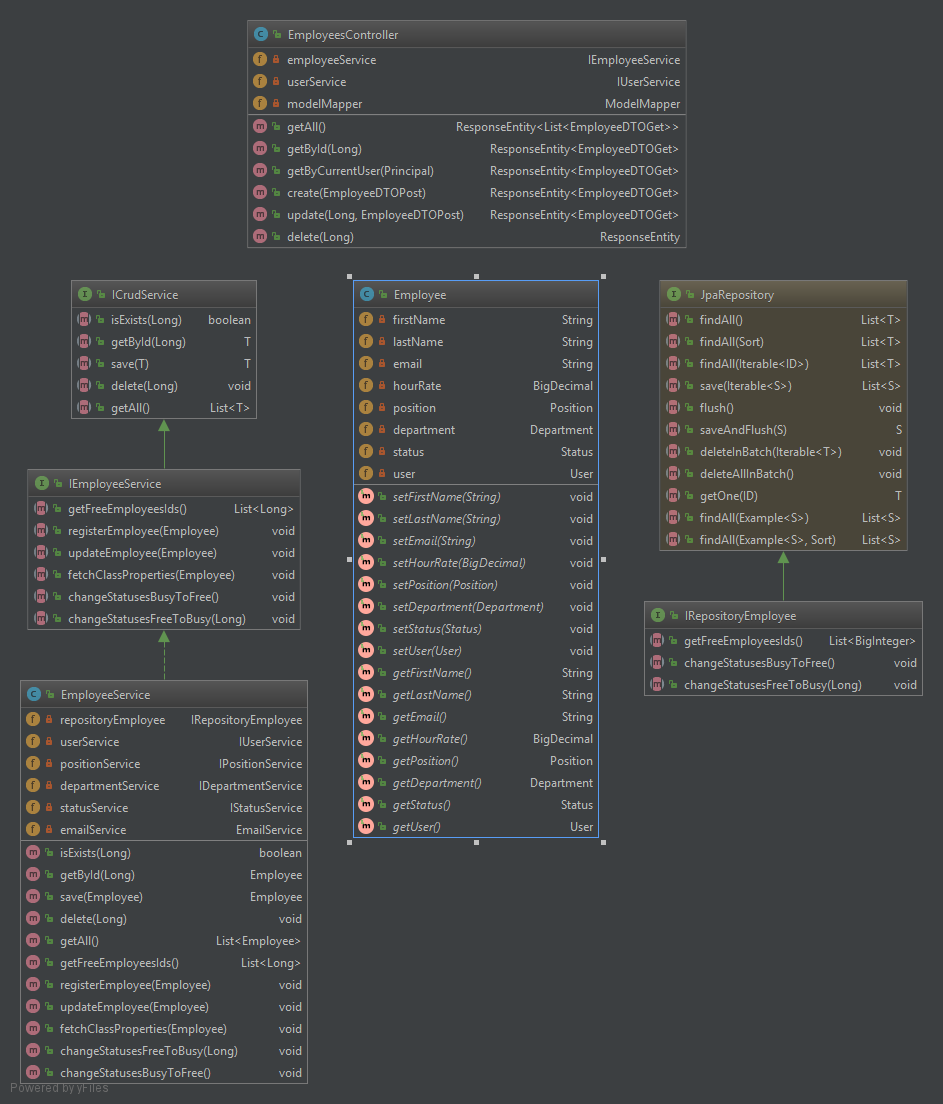 EmployeesController
employeeService IEmployeeService
userService IUserService
modelMapper ModelMapper
getAll() ResponseEntity<List<EmployeeDTOGet>>
getById(Long) ResponseEntity<EmployeeDTOGet>
getByCurrentUser(Principal) ResponseEntity<EmployeeDTOGet>
create(EmployeeDTOPost) ResponseEntity<EmployeeDTOGet>
update(Long, EmployeeDTOPost) ResponseEntity<EmployeeDTOGet>
delete(Long) ResponseEntity
ICrudService
isExists(Long) boolean
getById(Long) T
save(T) T
delete(Long) void
getAll() List<T>
IEmployeeService
getFreeEmployeesIds() List<Long>
registerEmployee(Employee) void
updateEmployee(Employee) void
fetchClassProperties(Employee) void
changeStatusesBusyToFree() void
changeStatusesFreeToBusy(Long) void
EmployeeService
repositoryEmployee IRepositoryEmployee
userService IUserService
positionService IPositionService
departmentService IDepartmentService
statusService IStatusService
emailService EmailService
isExists(Long) boolean
getById(Long) Employee
save(Employee) Employee
delete(Long) void
getAll() List<Employee>
getFreeEmployeesIds() List<Long>
registerEmployee(Employee) void
updateEmployee(Employee) void
fetchClassProperties(Employee) void
changeStatusesFreeToBusy(Long) void
changeStatusesBusyToFree() void
Employee
firstName String
lastName String
email String
hourRate BigDecimal
position Position
department Department
status Status
user User
setFirstName(String) void
setLastName(String) void
setEmail(String) void
setHourRate(BigDecimal) void
setPosition(Position) void
setDepartment(Department) void
setStatus(Status) void
setUser(User) void
getFirstName() String
getLastName() String
getEmail() String
getHourRate() BigDecimal
getPosition() Position
getDepartment() Department
getStatus() Status
getUser() User
JpaRepository
findAll() List<T>
findAll(Sort) List<T>
findAll(Iterable<ID>) List<T>
save(Iterable<S>) List<S>
flush() void
saveAndFlush(S) S
deleteInBatch(Iterable<T>) void
deleteAllInBatch() void
getOne(ID) T
findAll(Example<S>) List<S>
findAll(Example<S>, Sort) List<S>
IRepositoryEmployee
getFreeEmployeesIds() List<BigInteger>
changeStatusesBusyToFree() void
changeStatusesFreeToBusy(Long) void
Powered by yFiles